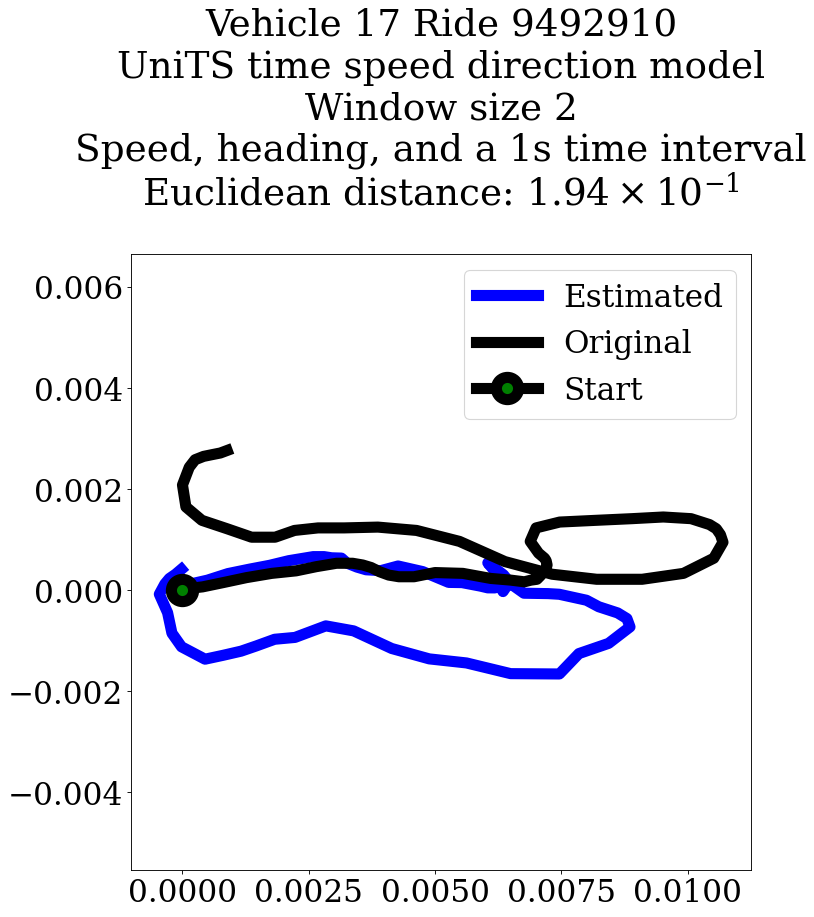 Vehicle 17 Ride 9492910
UniTS time speed direction model
Window size 2
Speed, heading, and a 1s time interval
Euclidean distance: 1.94 × 10⁻¹
Estimated
Original
Start
0.006
0.004
0.002
0.000
−0.002
−0.004
0.0000 0.0025 0.0050 0.0075 0.0100